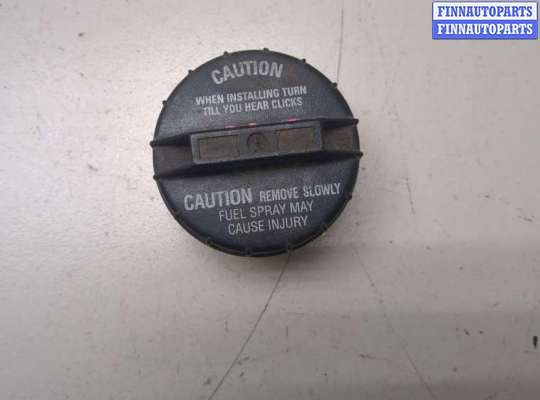 FINNAUTOPARTS
FINNAUTOPARTS
CAUTION
WHEN INSTALLING TURN
TILL YOU HEAR CLICKS
CAUTION REMOVE SLOWLY
FUEL SPRAY MAY
CAUSE INJURY